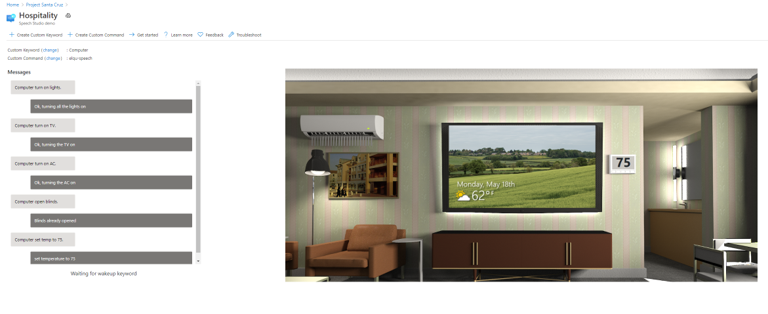 Home > Project Santa Cruz >
Hospitality
Speech Studio demo
Create Custom Keyword
Create Custom Command
Get started
Learn more
Feedback
Troubleshoot
Custom Keyword (change) : Computer
Custom Command (change) :
Messages
Computer turn on lights.
Ok, turning all the lights on
Computer turn on TV.
Ok, turning the TV on
Computer turn on AC.
Ok, turning the AC on
Computer open blinds.
Blinds already opened
Computer set temp to 75.
set temperature to 75
Waiting for wakeup keyword
Monday, May 18th
62°F
75